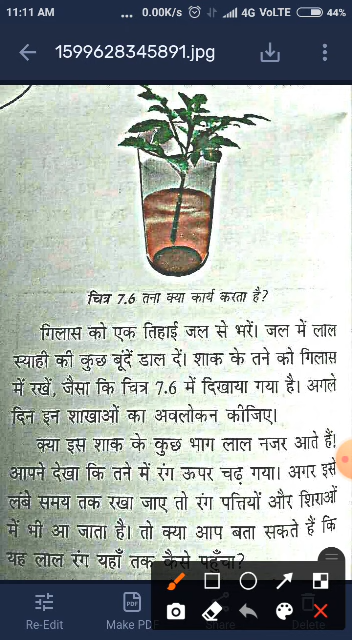 11:11 AM ... 0.00K/s 4G VoLTE 44%
1599628345891.jpg
चित्र 7.6 तना क्या कार्य करता है?
गिलास को एक तिहाई जल से भरें। जल में लाल
स्याही की कुछ बूंदें डाल दें। शाक के तने को गिलास
में रखें, जैसा कि चित्र 7.6 में दिखाया गया है। अगले
दिन इन शाखाओं का अवलोकन कीजिए।
क्या इस शाक के कुछ भाग लाल नजर आते हैं।
आपने देखा कि तने में रंग ऊपर चढ़ गया। अगर इसे
लंबे समय तक रखा जाए तो रंग पत्तियों और शिराओं
में भी आ जाता है। तो क्या आप बता सकते हैं कि
यह लाल रंग यहाँ तक कैसे पहुँचा?
Re-Edit Make PDF Share Delete